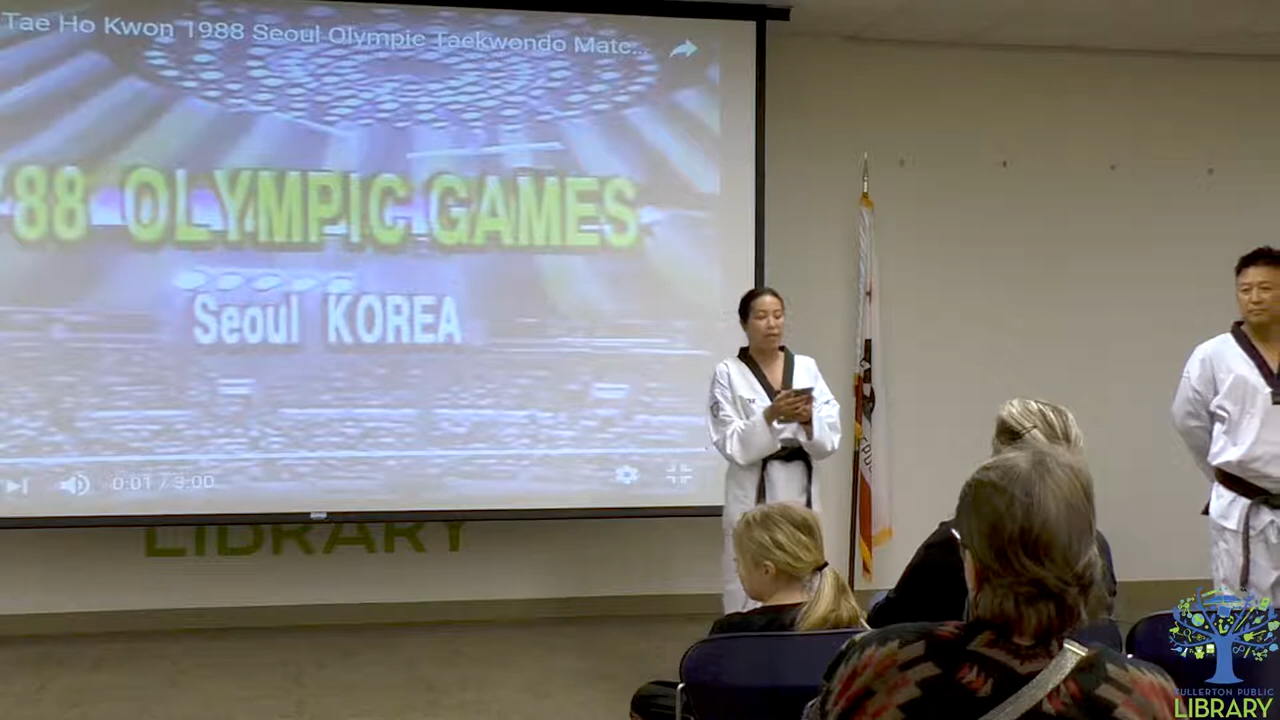 Tae Ho Kwon 1988 Seoul Olympic Taekwondo Matc...
'88 OLYMPIC GAMES
Seoul KOREA
0:01 / 9:00
LIBRARY
FULLERTON PUBLIC
LIBRARY